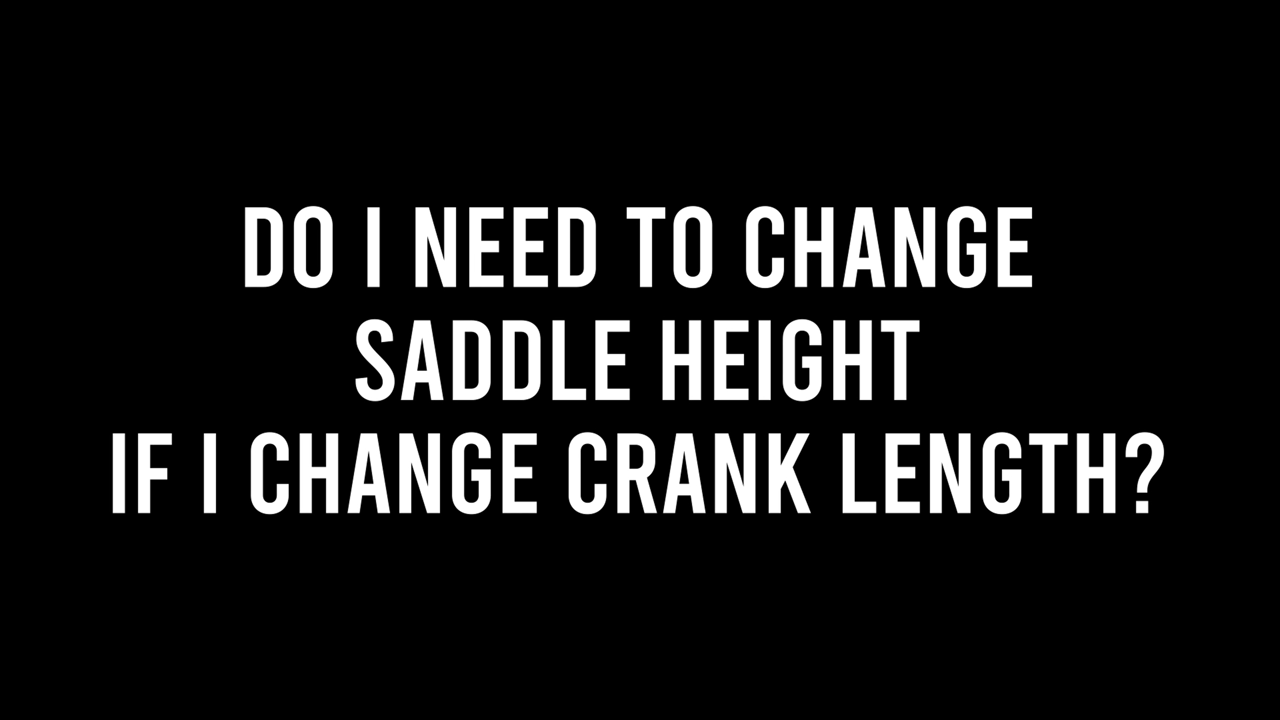 DO I NEED TO CHANGE
SADDLE HEIGHT
IF I CHANGE CRANK LENGTH?